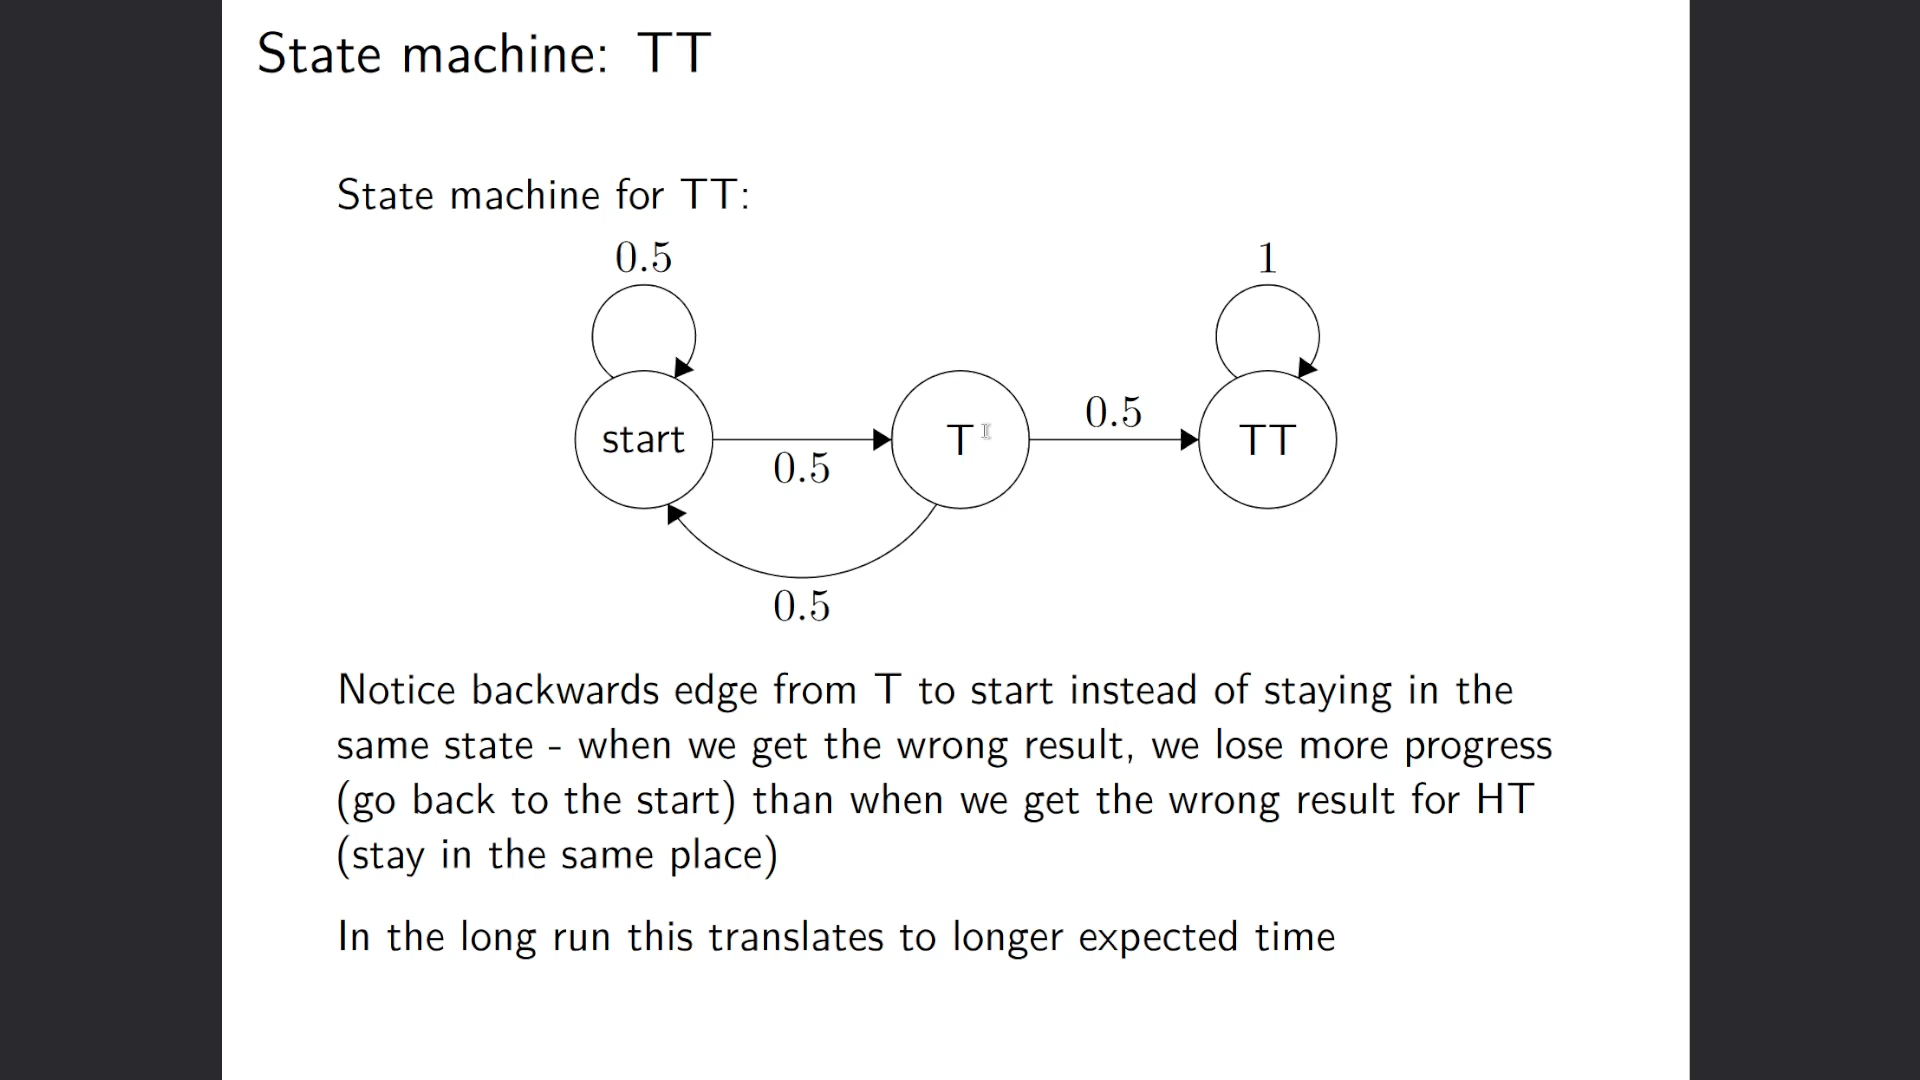 State machine: TT
State machine for TT:
0.5
1
start
0.5
T
0.5
TT
0.5
Notice backwards edge from T to start instead of staying in the
same state - when we get the wrong result, we lose more progress
(go back to the start) than when we get the wrong result for HT
(stay in the same place)
In the long run this translates to longer expected time